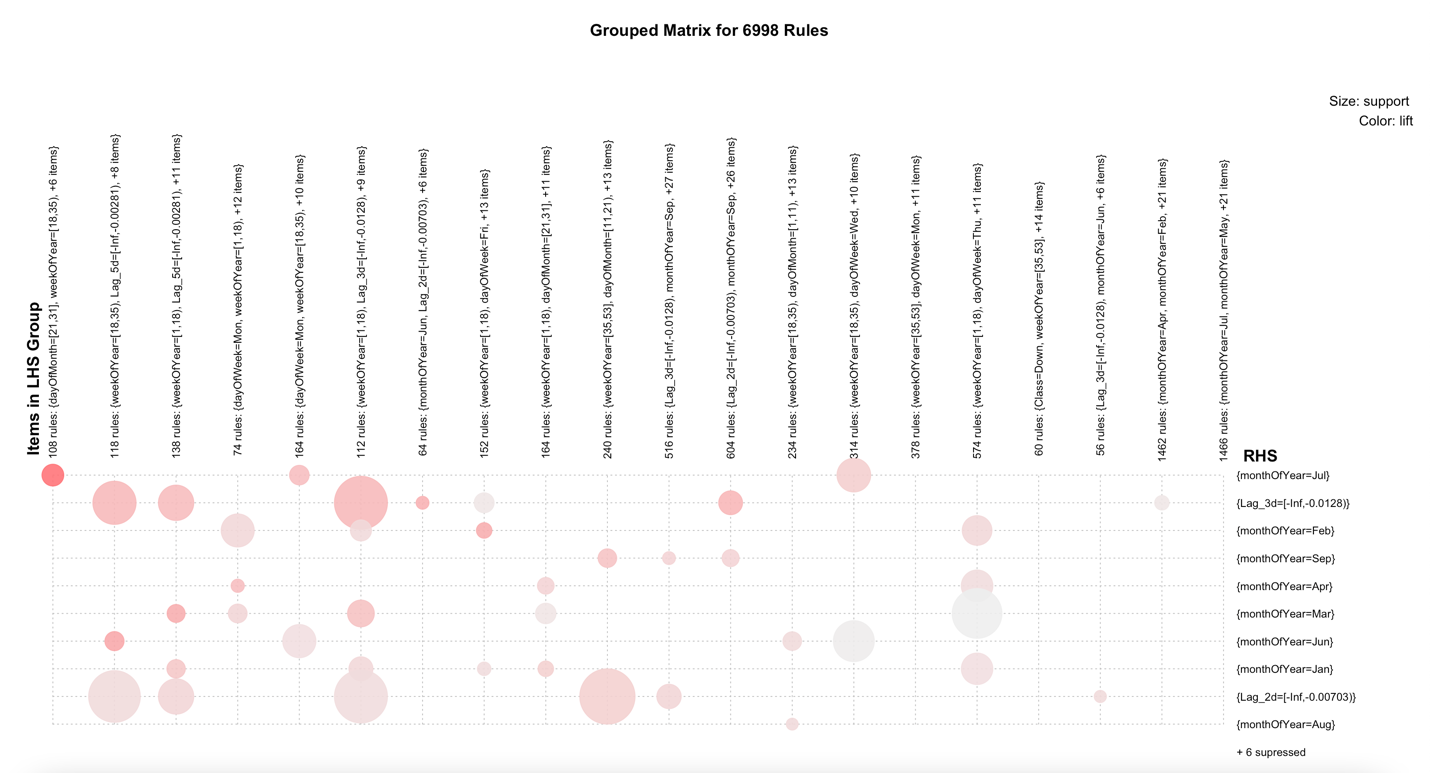 Grouped Matrix for 6998 Rules
Size: support
Color: lift
Items in LHS Group
108 rules: {dayOfMonth=[21,31], weekOfYear=[18,35), +6 items}
118 rules: {weekOfYear=[18,35), Lag_5d=[-Inf,-0.00281), +8 items}
138 rules: {weekOfYear=[1,18), Lag_5d=[-Inf,-0.00281), +11 items}
74 rules: {dayOfWeek=Mon, weekOfYear=[1,18), +12 items}
164 rules: {dayOfWeek=Mon, weekOfYear=[18,35), +10 items}
112 rules: {weekOfYear=[1,18), Lag_3d=[-Inf,-0.0128), +9 items}
64 rules: {monthOfYear=Jun, Lag_2d=[-Inf,-0.00703), +6 items}
152 rules: {weekOfYear=[1,18), dayOfWeek=Fri, +13 items}
164 rules: {weekOfYear=[1,18), dayOfMonth=[21,31], +11 items}
240 rules: {weekOfYear=[35,53], dayOfMonth=[11,21), +13 items}
516 rules: {Lag_3d=[-Inf,-0.0128), monthOfYear=Sep, +27 items}
604 rules: {Lag_2d=[-Inf,-0.00703), monthOfYear=Sep, +26 items}
234 rules: {weekOfYear=[18,35), dayOfMonth=[1,11), +13 items}
314 rules: {weekOfYear=[18,35), dayOfWeek=Wed, +10 items}
378 rules: {weekOfYear=[35,53], dayOfWeek=Mon, +11 items}
574 rules: {weekOfYear=[1,18), dayOfWeek=Thu, +11 items}
60 rules: {Class=Down, weekOfYear=[35,53], +14 items}
56 rules: {Lag_3d=[-Inf,-0.0128), monthOfYear=Jun, +6 items}
1462 rules: {monthOfYear=Apr, monthOfYear=Feb, +21 items}
1466 rules: {monthOfYear=Jul, monthOfYear=May, +21 items}
RHS
{monthOfYear=Jul}
{Lag_3d=[-Inf,-0.0128)}
{monthOfYear=Feb}
{monthOfYear=Sep}
{monthOfYear=Apr}
{monthOfYear=Mar}
{monthOfYear=Jun}
{monthOfYear=Jan}
{Lag_2d=[-Inf,-0.00703)}
{monthOfYear=Aug}
+ 6 supressed